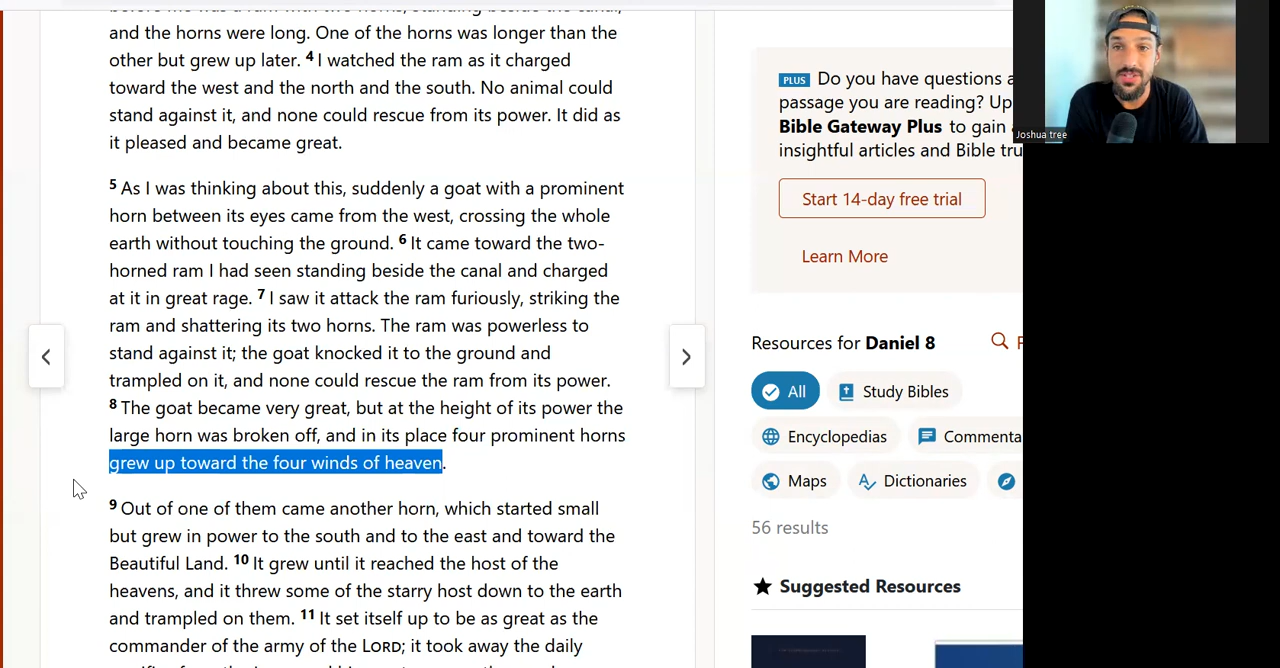 and the horns were long. One of the horns was longer than the
other but grew up later. 4 I watched the ram as it charged
toward the west and the north and the south. No animal could
stand against it, and none could rescue from its power. It did as
it pleased and became great.
5 As I was thinking about this, suddenly a goat with a prominent
horn between its eyes came from the west, crossing the whole
earth without touching the ground. 6 It came toward the two-
horned ram I had seen standing beside the canal and charged
at it in great rage. 7 I saw it attack the ram furiously, striking the
ram and shattering its two horns. The ram was powerless to
stand against it; the goat knocked it to the ground and
trampled on it, and none could rescue the ram from its power.
8 The goat became very great, but at the height of its power the
large horn was broken off, and in its place four prominent horns
grew up toward the four winds of heaven.
9 Out of one of them came another horn, which started small
but grew in power to the south and to the east and toward the
Beautiful Land. 10 It grew until it reached the host of the
heavens, and it threw some of the starry host down to the earth
and trampled on them. 11 It set itself up to be as great as the
commander of the army of the LORD; it took away the daily
PLUS Do you have questions a
passage you are reading? Up
Bible Gateway Plus to gain
insightful articles and Bible tru
Start 14-day free trial
Learn More
Resources for Daniel 8
F
All
Study Bibles
Encyclopedias
Commenta
Maps
Dictionaries
56 results
Suggested Resources
Joshua tree